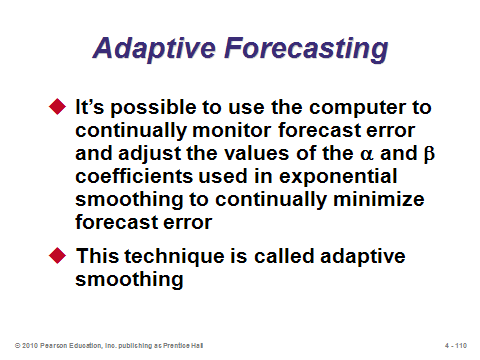 Adaptive Forecasting
It's possible to use the computer to
continually monitor forecast error
and adjust the values of the α and β
coefficients used in exponential
smoothing to continually minimize
forecast error
This technique is called adaptive
smoothing
© 2010 Pearson Education, Inc. publishing as Prentice Hall
4 - 110